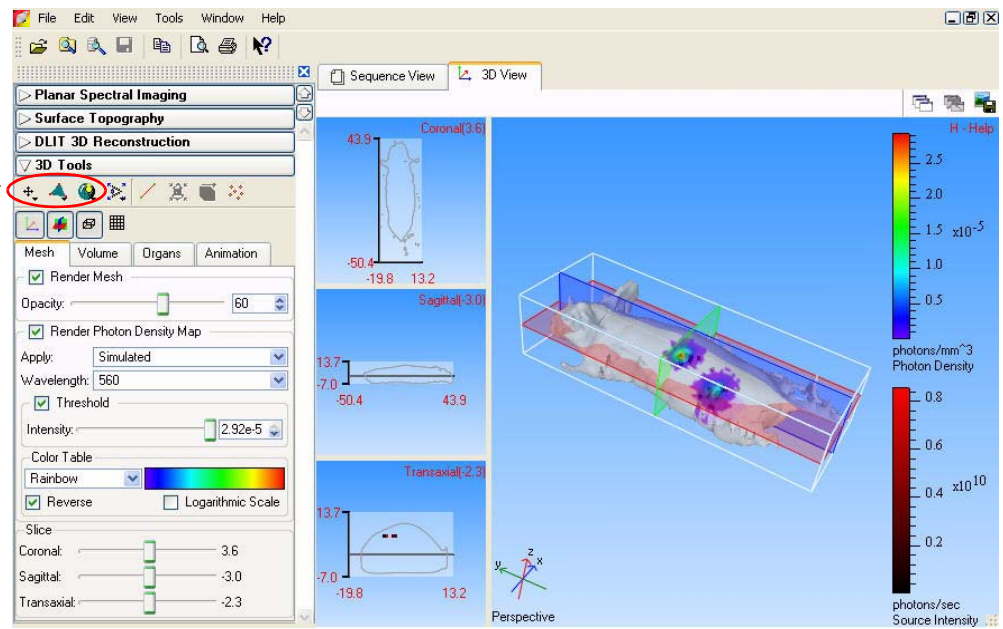 File Edit View Tools Window Help
Sequence View 3D View
Planar Spectral Imaging
Surface Topography
DLIT 3D Reconstruction
3D Tools
Mesh Volume Organs Animation
Render Mesh
Opacity: 60
Render Photon Density Map
Apply: Simulated
Wavelength: 560
Threshold
Intensity: 2.92e-5
Color Table
Rainbow
Reverse Logarithmic Scale
Slice
Coronal: 3.6
Sagittal: -3.0
Transaxial: -2.3
Coronal(3.6)
43.9
-50.4
-19.8 13.2
Sagittal(-3.0)
13.7
-7.0
-50.4 43.9
Transaxial(-2.3)
13.7
-7.0
-19.8 13.2
H - Help
2.5
2.0
1.5 x10-5
1.0
0.5
photons/mm^3
Photon Density
0.8
0.6
0.4 x10 10
0.2
photons/sec
Source Intensity
z
y x
Perspective